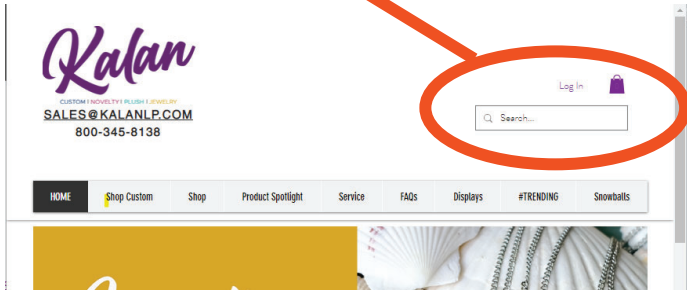 Kalan
CUSTOM | NOVELTY | PLUSH | JEWELRY
SALES@KALANLP.COM
800-345-8138
Log In
Search...
HOME Shop Custom Shop Product Spotlight Service FAQs Displays #TRENDING Snowballs